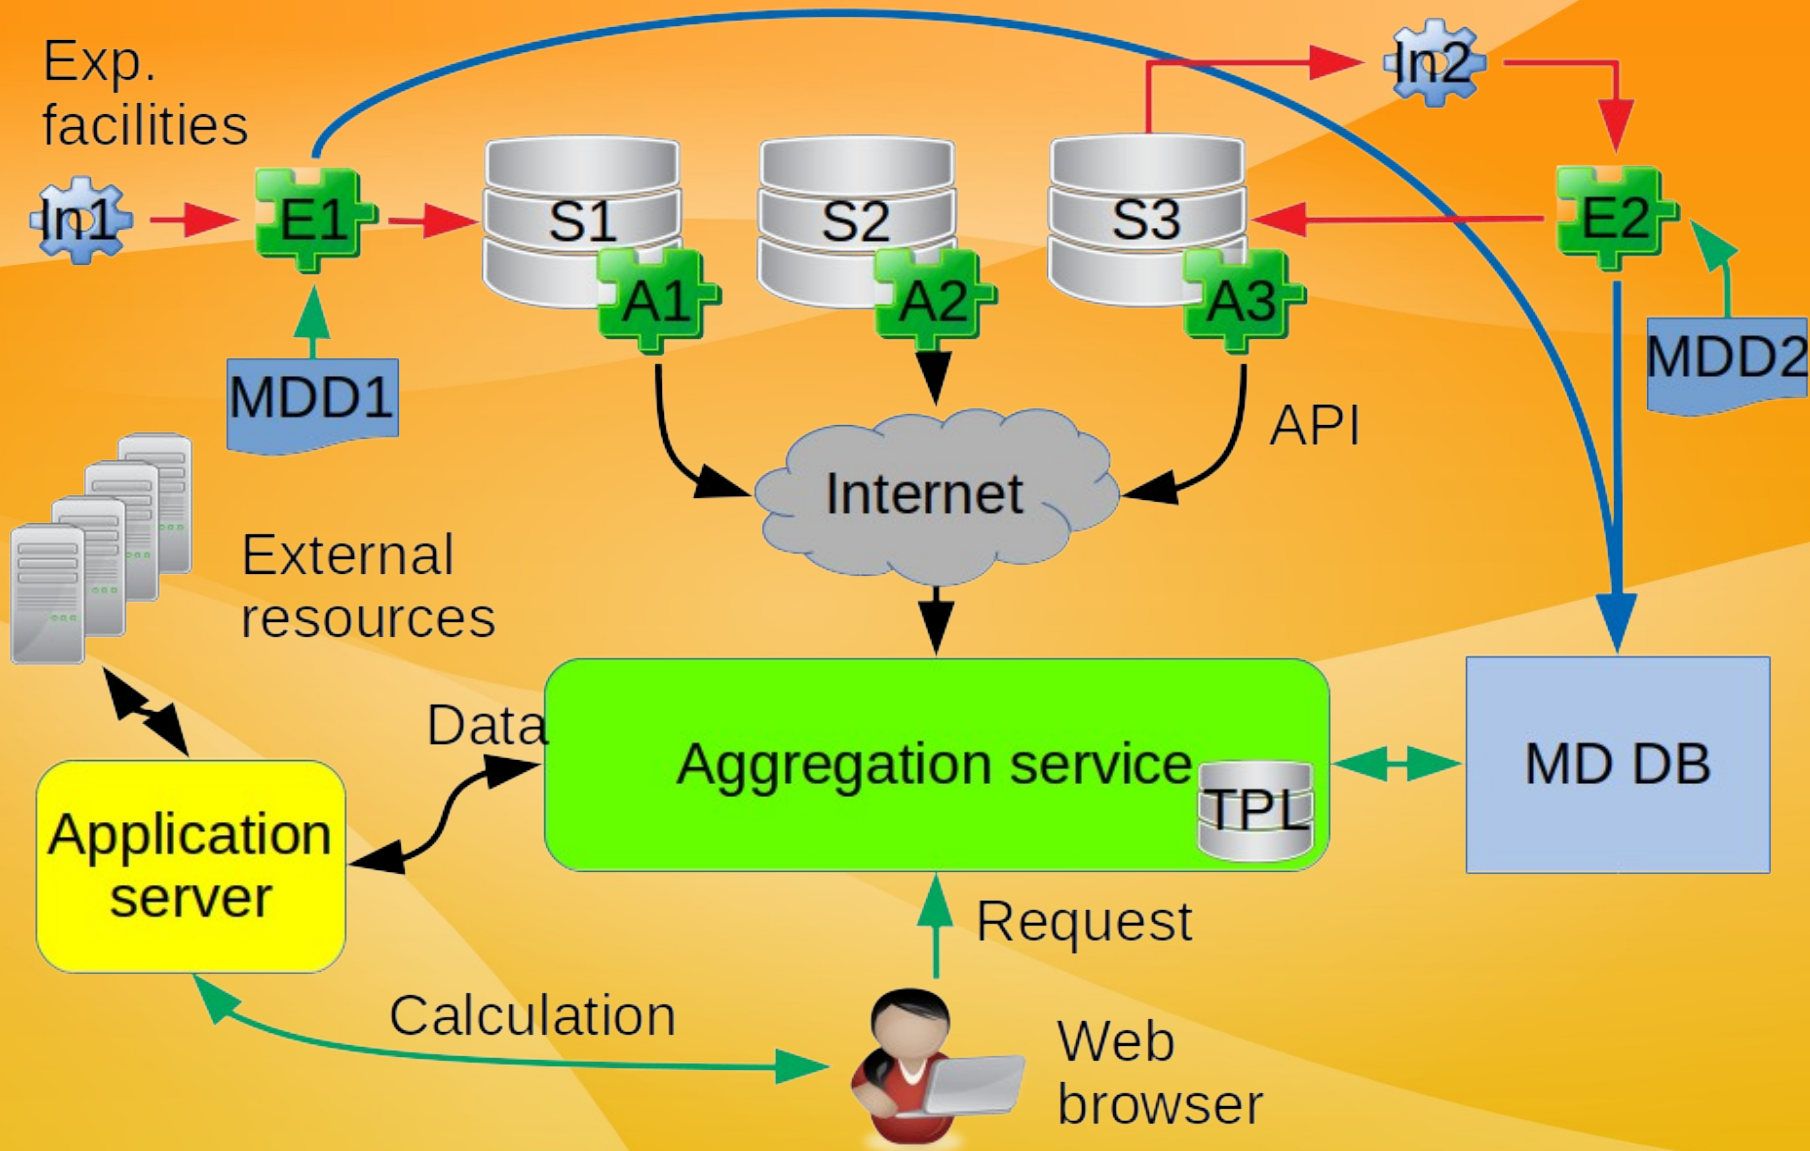 Exp.
facilities
In1
E1
S1
S2
S3
In2
E2
A1
A2
A3
MDD1
MDD2
API
Internet
External
resources
Data
Aggregation service
TPL
MD DB
Application
server
Request
Calculation
Web
browser